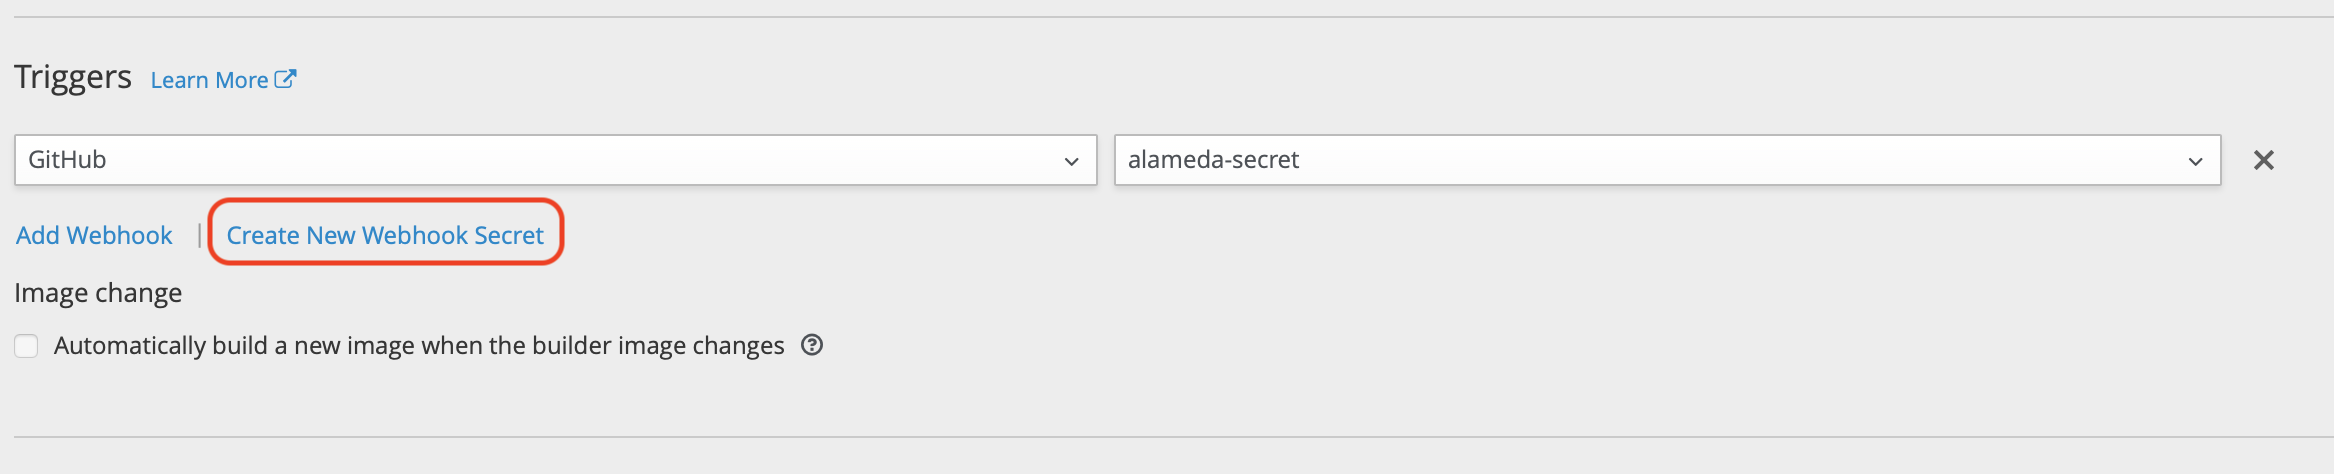 Triggers Learn More
GitHub alameda-secret
Add Webhook | Create New Webhook Secret
Image change
Automatically build a new image when the builder image changes